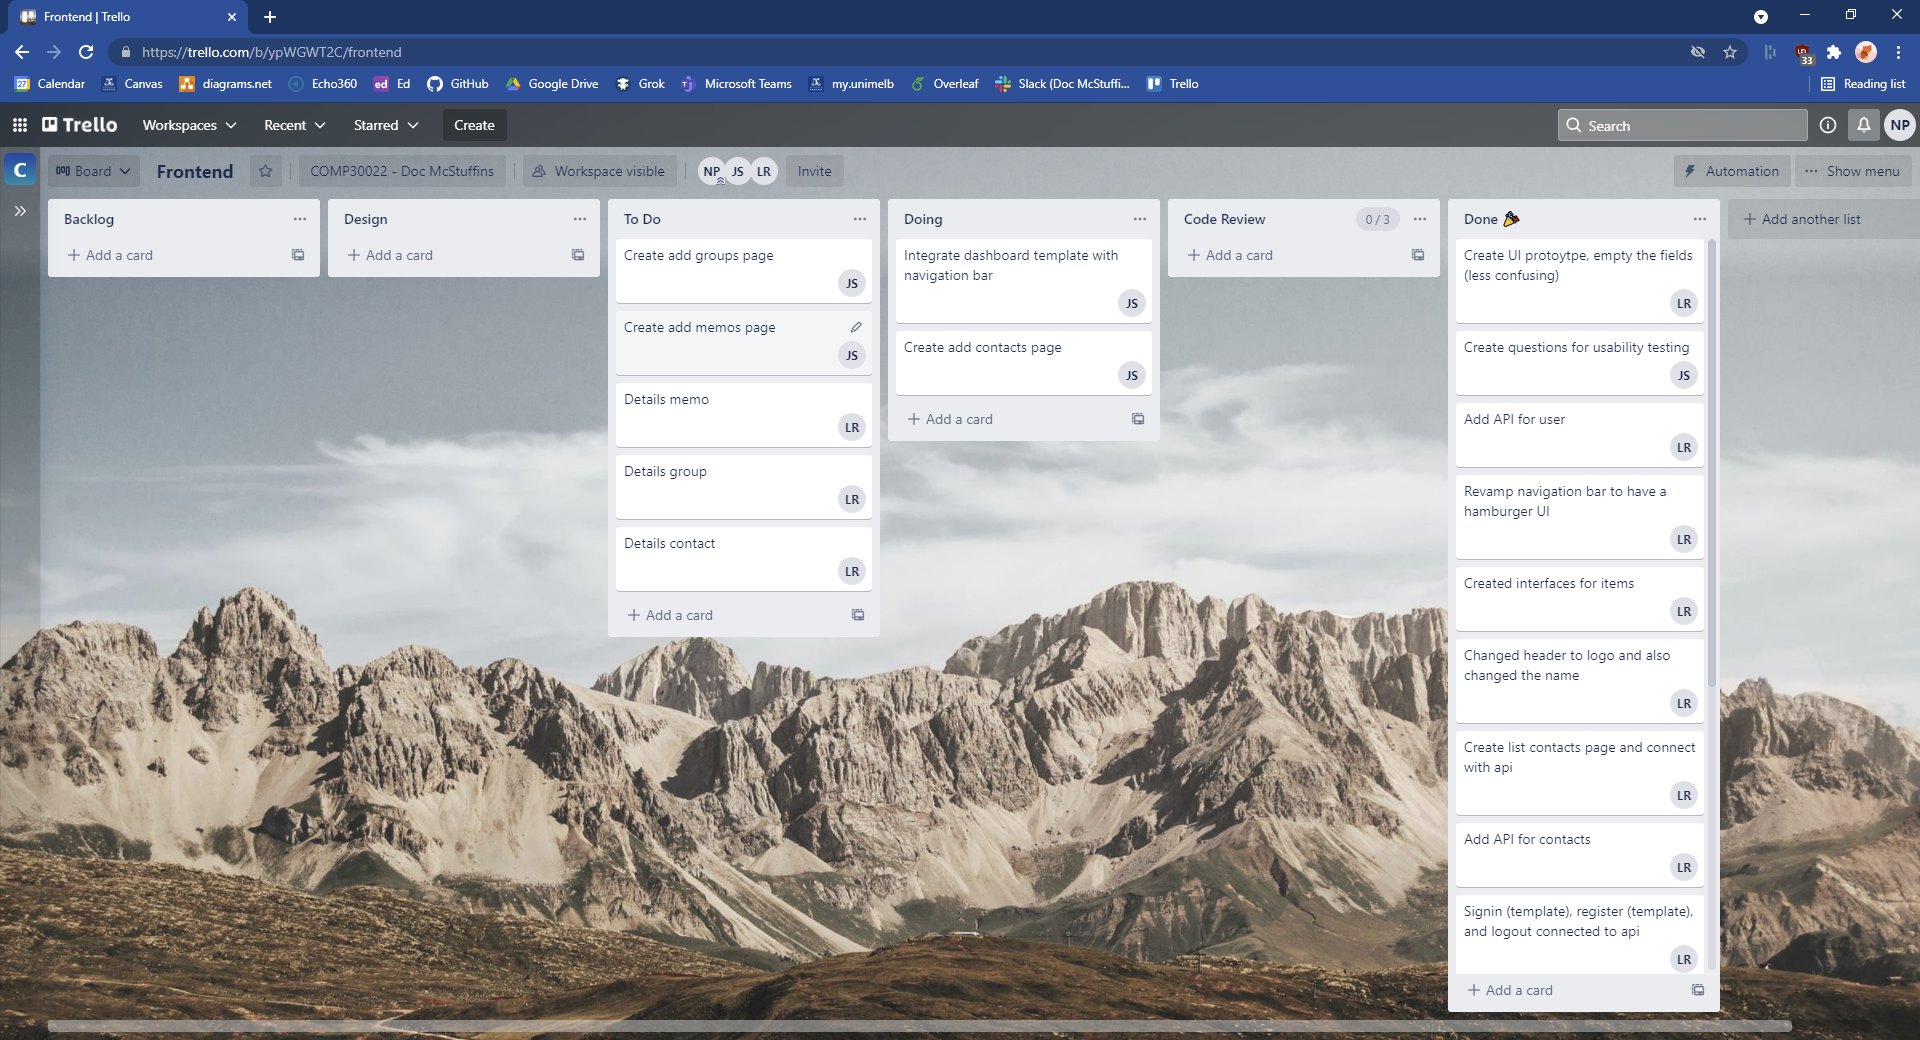 Frontend | Trello
https://trello.com/b/ypWGWT2C/frontend
33
27 Calendar
Canvas
diagrams.net
Echo360
ed Ed
GitHub
Google Drive
Grok
Microsoft Teams
my.unimelb
Overleaf
Slack (Doc McStuffi...
Trello
Reading list
Trello
Workspaces
Recent
Starred
Create
Search
NP
C
Board
Frontend
COMP30022 - Doc McStuffins
Workspace visible
NP JS LR
Invite
Automation
Show menu
Backlog
Add a card
Design
Add a card
To Do
Create add groups page
JS
Create add memos page
JS
Details memo
LR
Details group
LR
Details contact
LR
Add a card
Doing
Integrate dashboard template with
navigation bar
JS
Create add contacts page
JS
Add a card
Code Review
0 / 3
Add a card
Done 🎉
Create UI protoytpe, empty the fields
(less confusing)
LR
Create questions for usability testing
JS
Add API for user
LR
Revamp navigation bar to have a
hamburger UI
LR
Created interfaces for items
LR
Changed header to logo and also
changed the name
LR
Create list contacts page and connect
with api
LR
Add API for contacts
LR
Signin (template), register (template),
and logout connected to api
LR
Add a card
Add another list